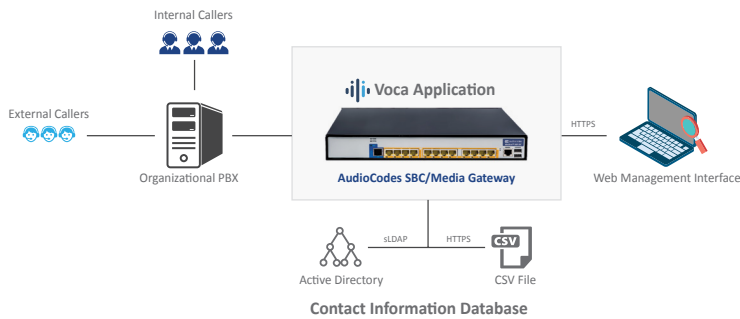 Internal Callers
Voca Application
External Callers
HTTPS
Organizational PBX
AudioCodes SBC/Media Gateway
Web Management Interface
sLDAP
HTTPS
CSV
Active Directory
CSV File
Contact Information Database